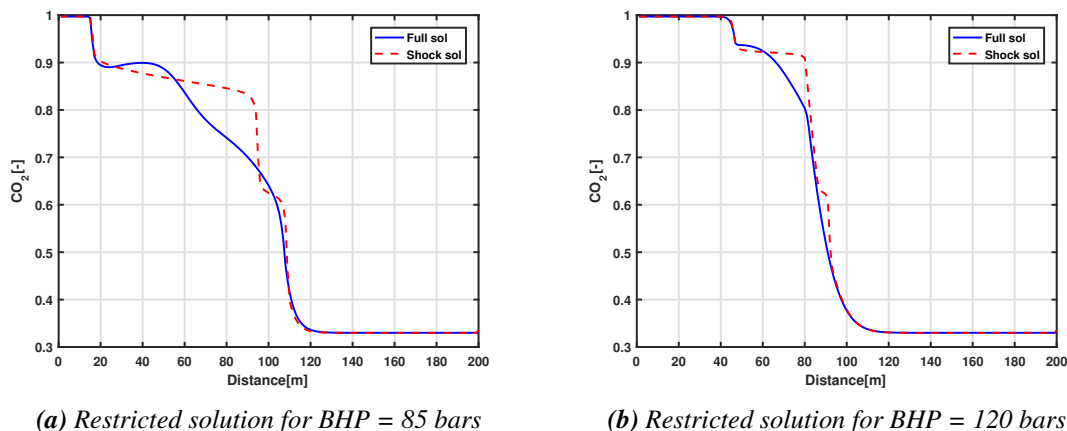 1
0.9
0.8
0.7
0.6
0.5
0.4
0.3
CO2[-]
0 20 40 60 80 100 120 140 160 180 200
Distance[m]
Full sol
Shock sol
(a) Restricted solution for BHP = 85 bars
1
0.9
0.8
0.7
0.6
0.5
0.4
0.3
CO2[-]
0 20 40 60 80 100 120 140 160 180 200
Distance[m]
Full sol
Shock sol
(b) Restricted solution for BHP = 120 bars